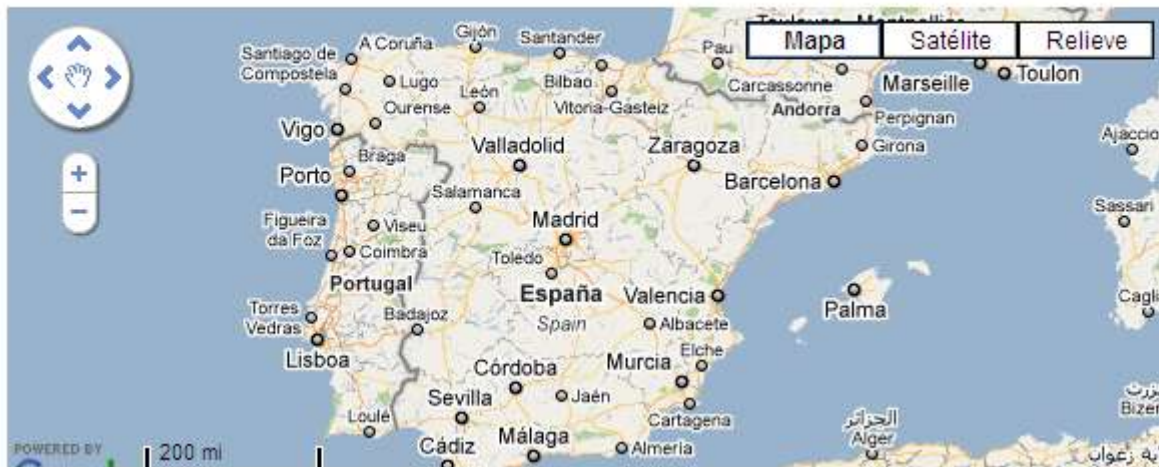 Mapa
Satélite
Relieve
Gijón
Santander
A Coruña
Santiago de
Compostela
Lugo
León
Bilbao
Vitoria-Gasteiz
Pau
Carcassonne
Marseille
Toulon
Andorra
Perpignan
Ourense
Vigo
Braga
Valladolid
Zaragoza
Girona
Ajaccio
Porto
Salamanca
Barcelona
Sassari
Figueira
da Foz
Viseu
Madrid
Coimbra
Toledo
Portugal
España
Valencia
Palma
Torres
Vedras
Badajoz
Spain
Albacete
Lisboa
Elche
Córdoba
Murcia
Jaén
Sevilla
Cartagena
Loulé
الجزائر
Alger
Cádiz
Málaga
Almería
POWERED BY
200 mi